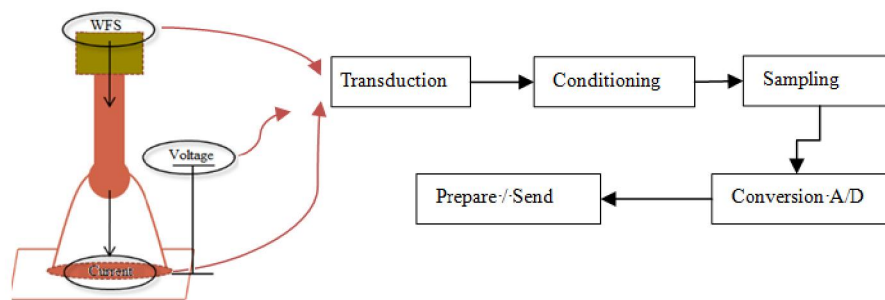 WFS
Transduction
Conditioning
Sampling
Voltage
Prepare·/·Send
Conversion·A/D
Current